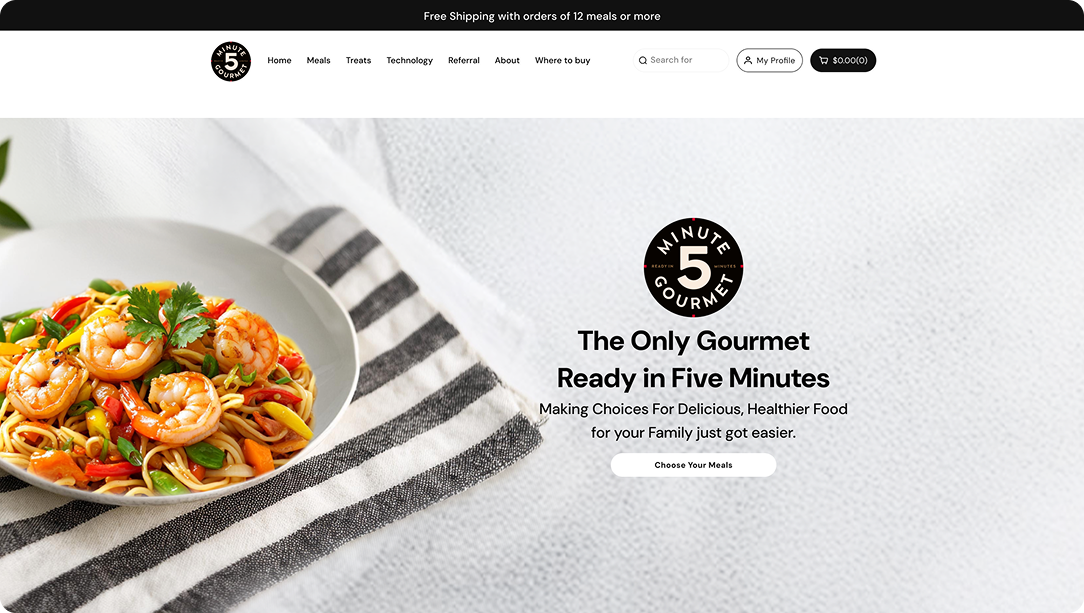 Free Shipping with orders of 12 meals or more
MINUTE
5
GOURMET
Home
Meals
Treats
Technology
Referral
About
Where to buy
Search for
My Profile
$0.00(0)
MINUTE
READY IN 5 MINUTES
GOURMET
The Only Gourmet
Ready in Five Minutes
Making Choices For Delicious, Healthier Food
for your Family just got easier.
Choose Your Meals